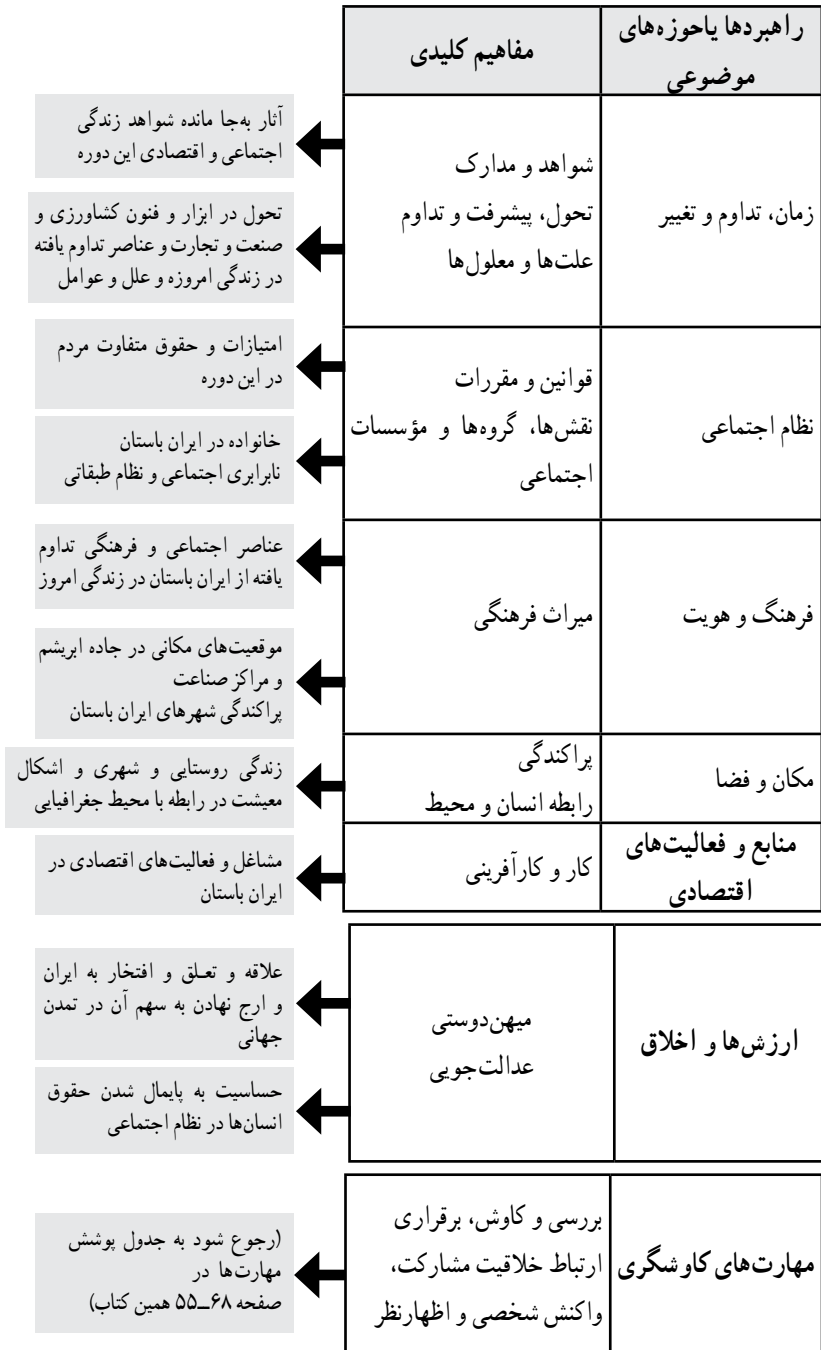 راهبردها یاحوزه‌های
موضوعی
مفاهیم کلیدی
زمان، تداوم و تغییر
شواهد و مدارک
تحول، پیشرفت و تداوم
علت‌ها و معلول‌ها
آثار به‌جا مانده شواهد زندگی
اجتماعی و اقتصادی این دوره
تحول در ابزار و فنون کشاورزی و
صنعت و تجارت و عناصر تداوم یافته
در زندگی امروزه و علل و عوامل
نظام اجتماعی
قوانین و مقررات
نقش‌ها، گروه‌ها و مؤسسات
اجتماعی
امتیازات و حقوق متفاوت مردم
در این دوره
خانواده در ایران باستان
نابرابری اجتماعی و نظام طبقاتی
فرهنگ و هویت
میراث فرهنگی
عناصر اجتماعی و فرهنگی تداوم
یافته از ایران باستان در زندگی امروز
موقعیت‌های مکانی در جاده ابریشم
و مراکز صناعت
پراکندگی شهرهای ایران باستان
مکان و فضا
پراکندگی
رابطه انسان و محیط
زندگی روستایی و شهری و اشکال
معیشت در رابطه با محیط جغرافیایی
منابع و فعالیت‌های
اقتصادی
کار و کارآفرینی
مشاغل و فعالیت‌های اقتصادی در
ایران باستان
ارزش‌ها و اخلاق
میهن‌دوستی
عدالت‌جویی
علاقه و تعلق و افتخار به ایران
و ارج نهادن به سهم آن در تمدن
جهانی
حساسیت به پایمال شدن حقوق
انسان‌ها در نظام اجتماعی
مهارت‌های کاوشگری
بررسی و کاوش، برقراری
ارتباط خلاقیت مشارکت،
واکنش شخصی و اظهارنظر
(رجوع شود به جدول پوشش
مهارت‌ها در
صفحه ۶۸ــ۵۵ همین کتاب)